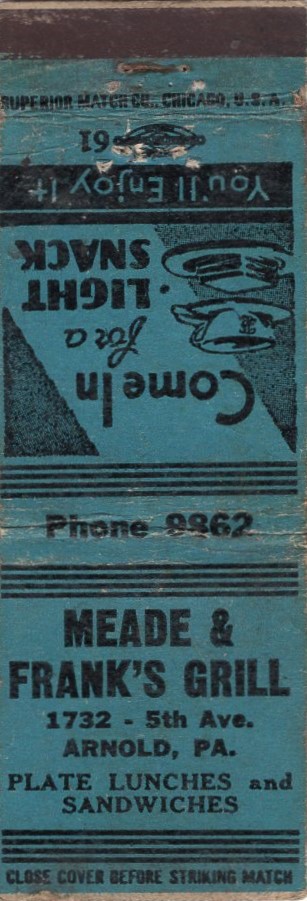 SUPERIOR MATCH CO., CHICAGO, U.S.A.
61
Come In
for a
LIGHT
SNACK
You'll Enjoy It
Phone 9862
MEADE &
FRANK'S GRILL
1732 - 5th Ave.
ARNOLD, PA.
PLATE LUNCHES and
SANDWICHES
CLOSE COVER BEFORE STRIKING MATCH